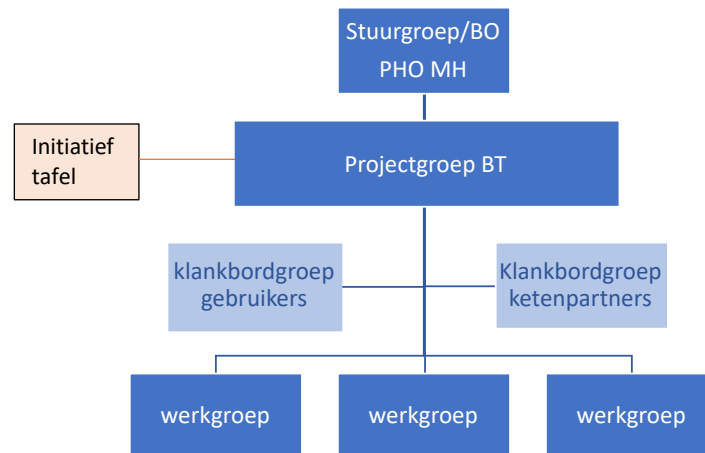 Stuurgroep/BO
PHO MH
Initiatief
tafel
Projectgroep BT
klankbordgroep
gebruikers
Klankbordgroep
ketenpartners
werkgroep
werkgroep
werkgroep